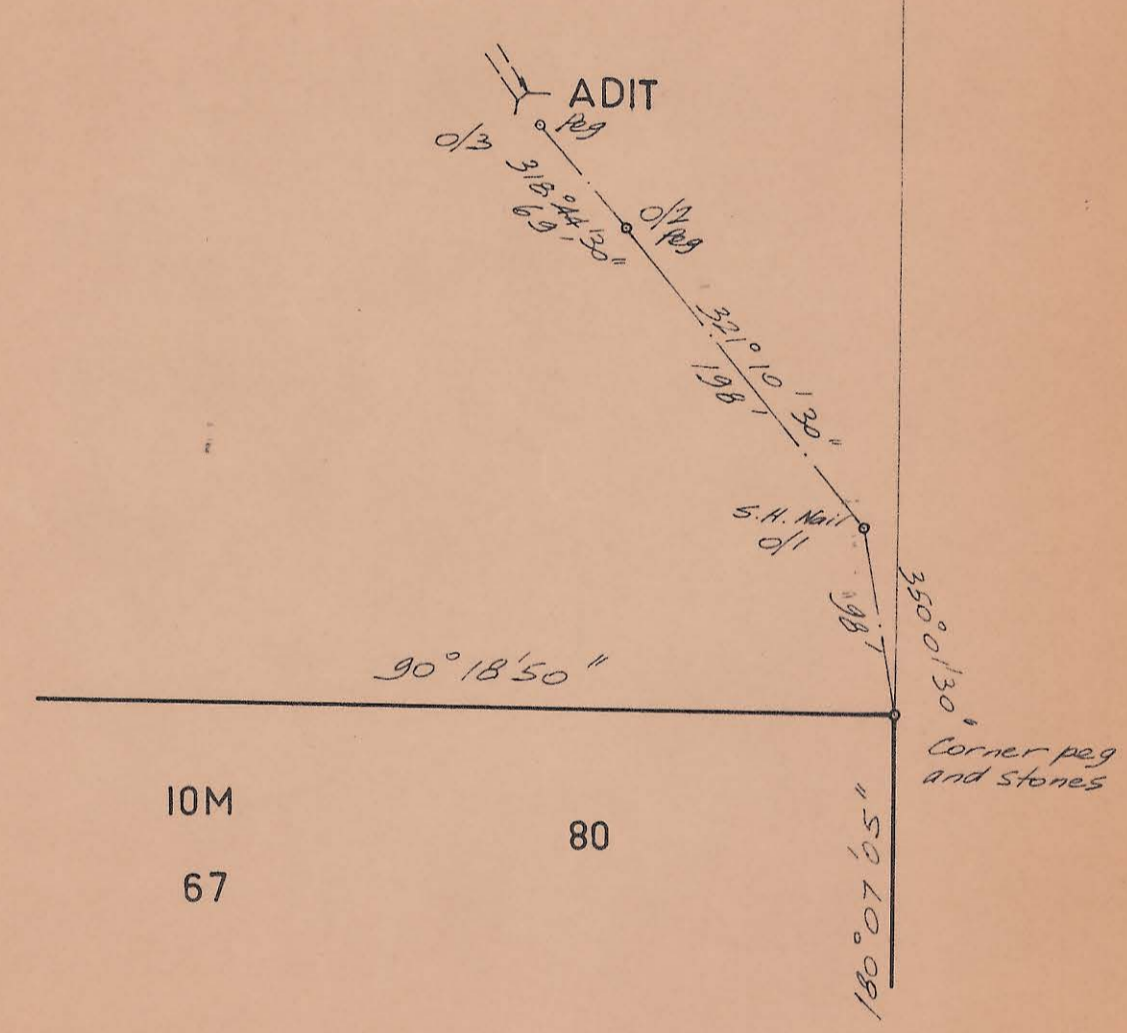 ADIT
Peg
0/3
318°44'30"
69'
0/2
Peg
321°10'30"
198'
S.H. Nail
0/1
98'
350°01'30"
90°18'50"
Corner peg
and stones
10M
80
67
180°07'05"